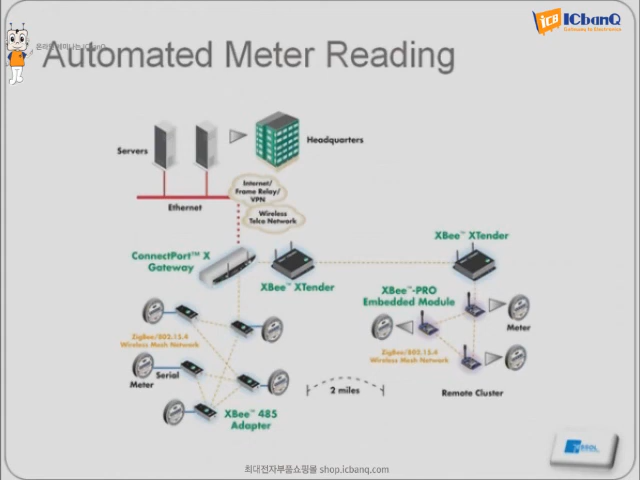 ICbanQ
Gateway to Electronics
Automated Meter Reading
Servers
Headquarters
Internet/
Frame Relay/
VPN
Ethernet
Wireless
Telco Network
ConnectPort™ X
Gateway
XBee™ XTender
XBee™ XTender
XBee™-PRO
Embedded Module
Meter
ZigBee/802.15.4
Wireless Mesh Network
ZigBee/802.15.4
Wireless Mesh Network
Serial
Meter
2 miles
Remote Cluster
XBee™ 485
Adapter
최대전자부품쇼핑몰 shop.icbanq.com